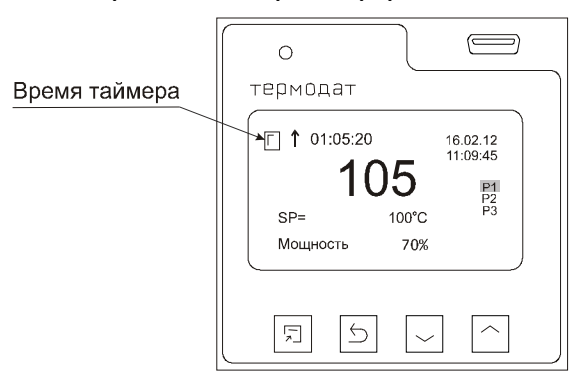 Время таймера
термодат
01:05:20
16.02.12
11:09:45
105
P1
P2
P3
SP= 100°C
Мощность 70%